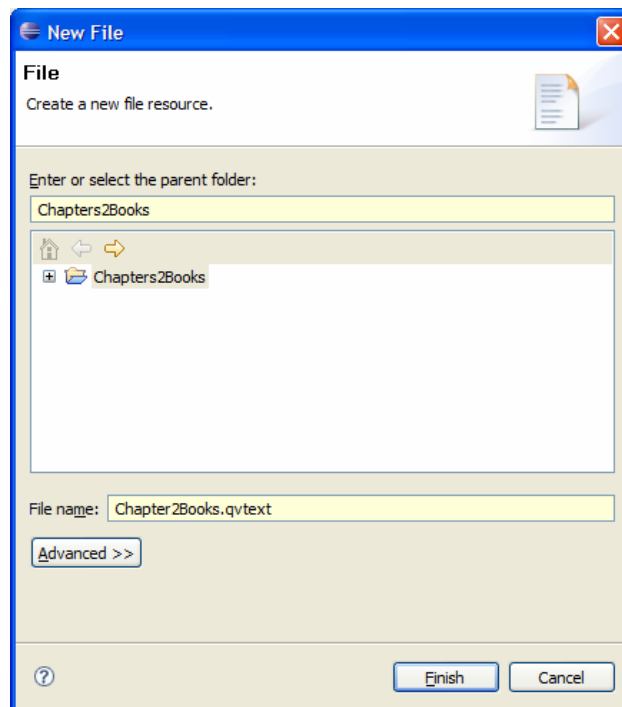 New File
File
Create a new file resource.
Enter or select the parent folder:
Chapters2Books
Chapters2Books
File name: Chapter2Books.qvtext
Advanced >>
?
Finish Cancel